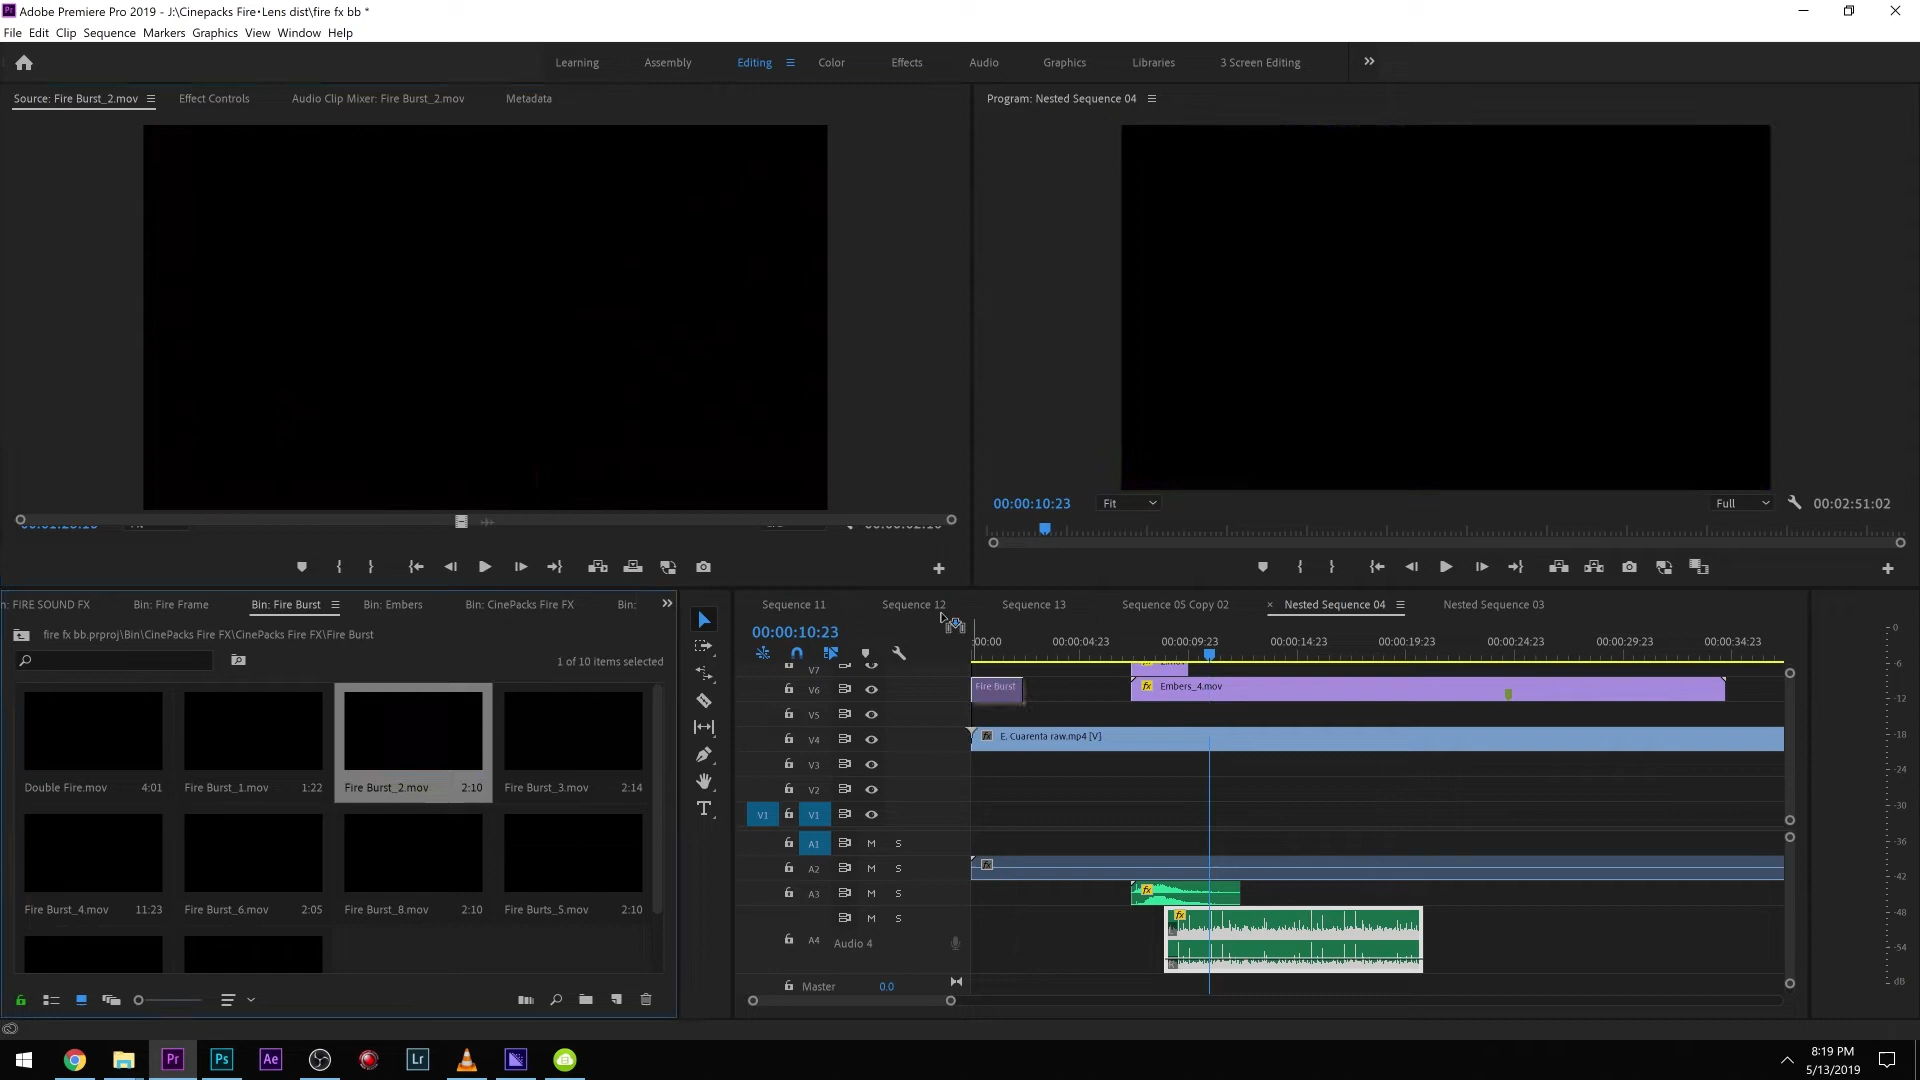 Adobe Premiere Pro 2019 - J:\Cinepacks Fire•Lens dist\fire fx bb *
File Edit Clip Sequence Markers Graphics View Window Help
Learning Assembly Editing Color Effects Audio Graphics Libraries 3 Screen Editing
Source: Fire Burst_2.mov Effect Controls Audio Clip Mixer: Fire Burst_2.mov Metadata
Program: Nested Sequence 04
00:00:10:23 Fit Full 00:02:51:02
n: FIRE SOUND FX Bin: Fire Frame Bin: Fire Burst Bin: Embers Bin: CinePacks Fire FX Bin:
fire fx bb.prproj\Bin\CinePacks Fire FX\CinePacks Fire FX\Fire Burst
1 of 10 items selected
Double Fire.mov 4:01 Fire Burst_1.mov 1:22 Fire Burst_2.mov 2:10 Fire Burst_3.mov 2:14
Fire Burst_4.mov 11:23 Fire Burst_6.mov 2:05 Fire Burst_8.mov 2:10 Fire Burts_5.mov 2:10
Sequence 11 Sequence 12 Sequence 13 Sequence 05 Copy 02 × Nested Sequence 04 Nested Sequence 03
00:00:10:23
:00:00 00:00:04:23 00:00:09:23 00:00:14:23 00:00:19:23 00:00:24:23 00:00:29:23 00:00:34:23
V7
V6 Fire Burst fx Embers_4.mov
V5
V4 fx E. Cuarenta raw.mp4 [V]
V3
V2
V1 V1
A1 M S
A2 M S fx
A3 M S fx
M S fx
A4 Audio 4
Master 0.0
0
-6
-12
-18
-24
-30
-36
-42
-48
-54
dB
Pr Ps Ae Lr
8:19 PM
5/13/2019